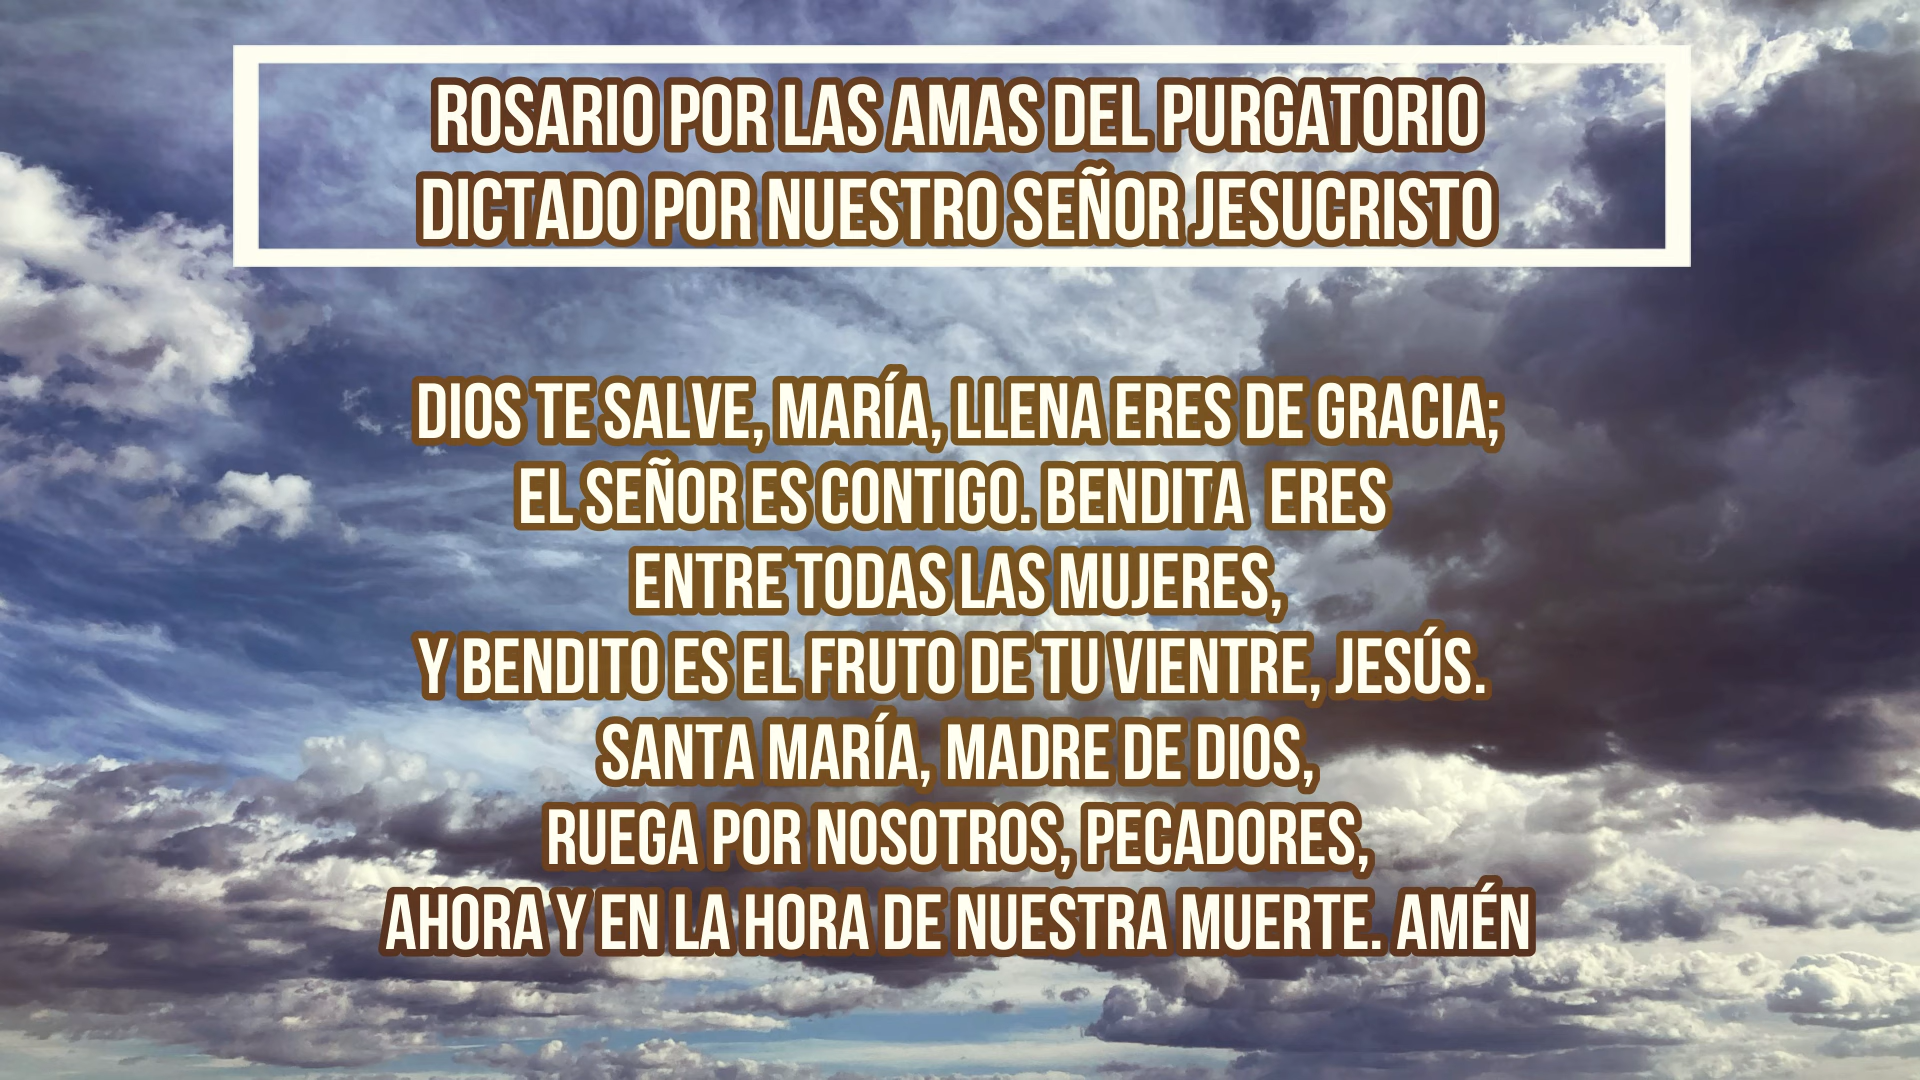 ROSARIO POR LAS AMAS DEL PURGATORIO
DICTADO POR NUESTRO SEÑOR JESUCRISTO
DIOS TE SALVE, MARÍA, LLENA ERES DE GRACIA;
EL SEÑOR ES CONTIGO. BENDITA  ERES
ENTRE TODAS LAS MUJERES,
Y BENDITO ES EL FRUTO DE TU VIENTRE, JESÚS.
SANTA MARÍA, MADRE DE DIOS,
RUEGA POR NOSOTROS, PECADORES,
AHORA Y EN LA HORA DE NUESTRA MUERTE. AMÉN